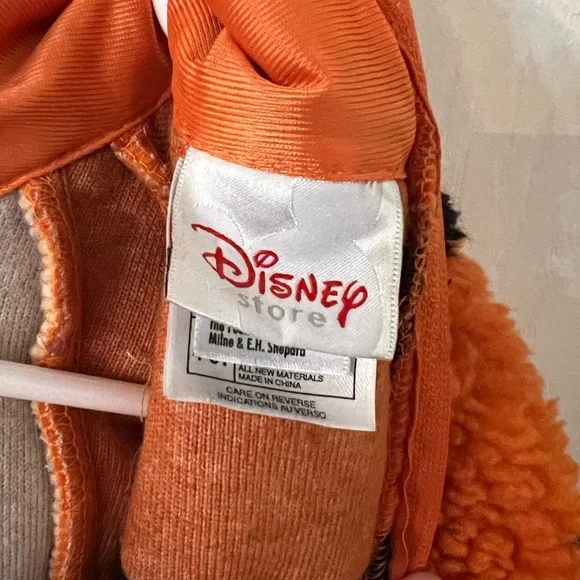 Disney
store
Milne & E.H. Shepard
ALL NEW MATERIALS
MADE IN CHINA
CARE ON REVERSE
INDICATIONS AU VERSO